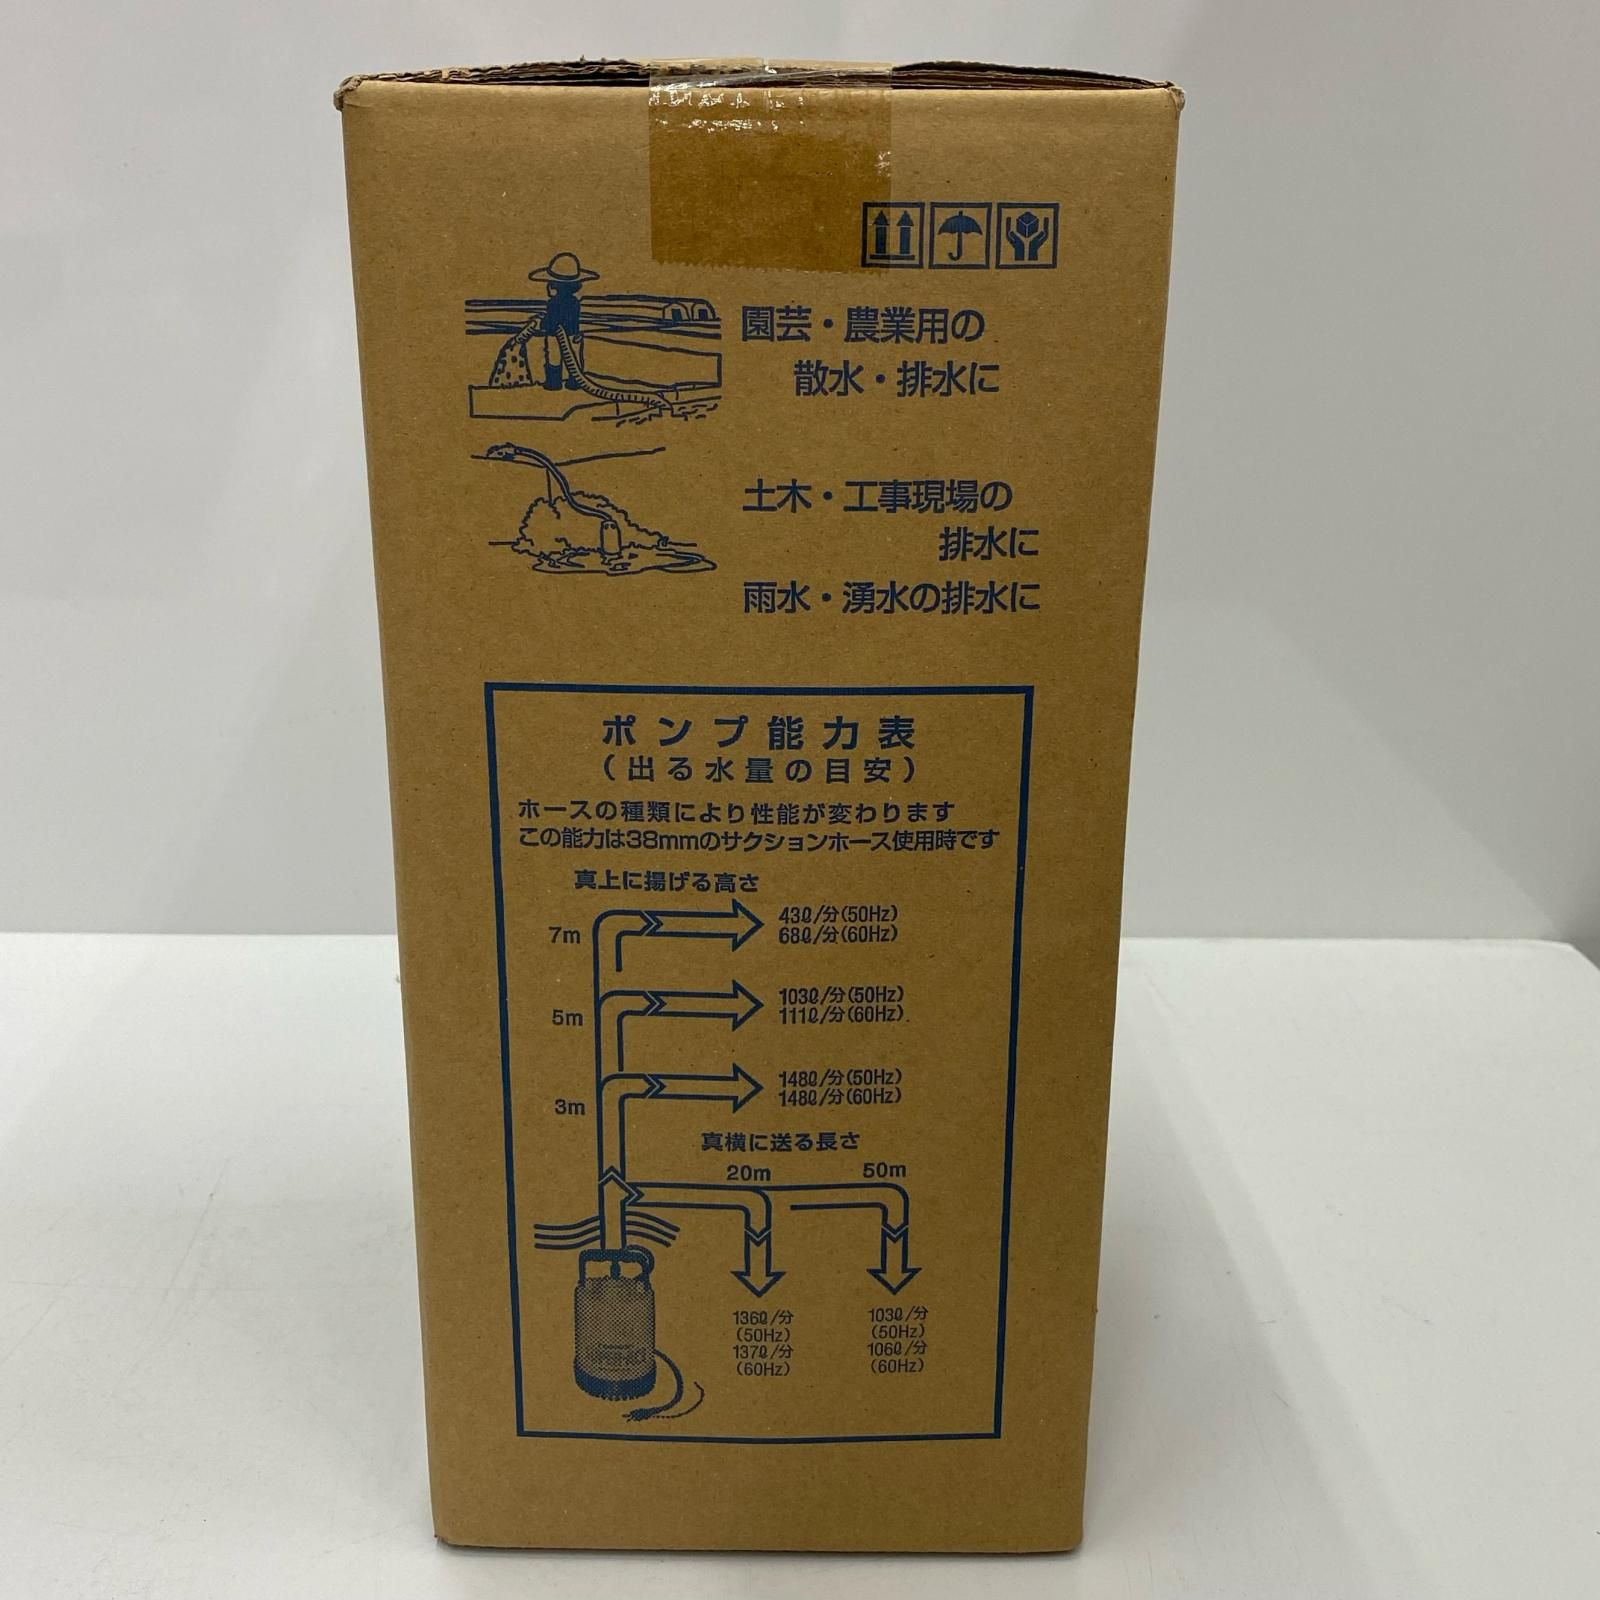 園芸・農業用の
散水・排水に
土木・工事現場の
排水に
雨水・湧水の排水に
ポンプ能力表
(出る水量の目安)
ホースの種類により性能が変わります
この能力は38mmのサクションホース使用時です
真上に揚げる高さ
7m
43ℓ/分(50Hz)
68ℓ/分(60Hz)
5m
103ℓ/分(50Hz)
111ℓ/分(60Hz)
3m
148ℓ/分(50Hz)
148ℓ/分(60Hz)
真横に送る長さ
20m 50m
136ℓ/分
(50Hz)
137ℓ/分
(60Hz)
103ℓ/分
(50Hz)
106ℓ/分
(60Hz)